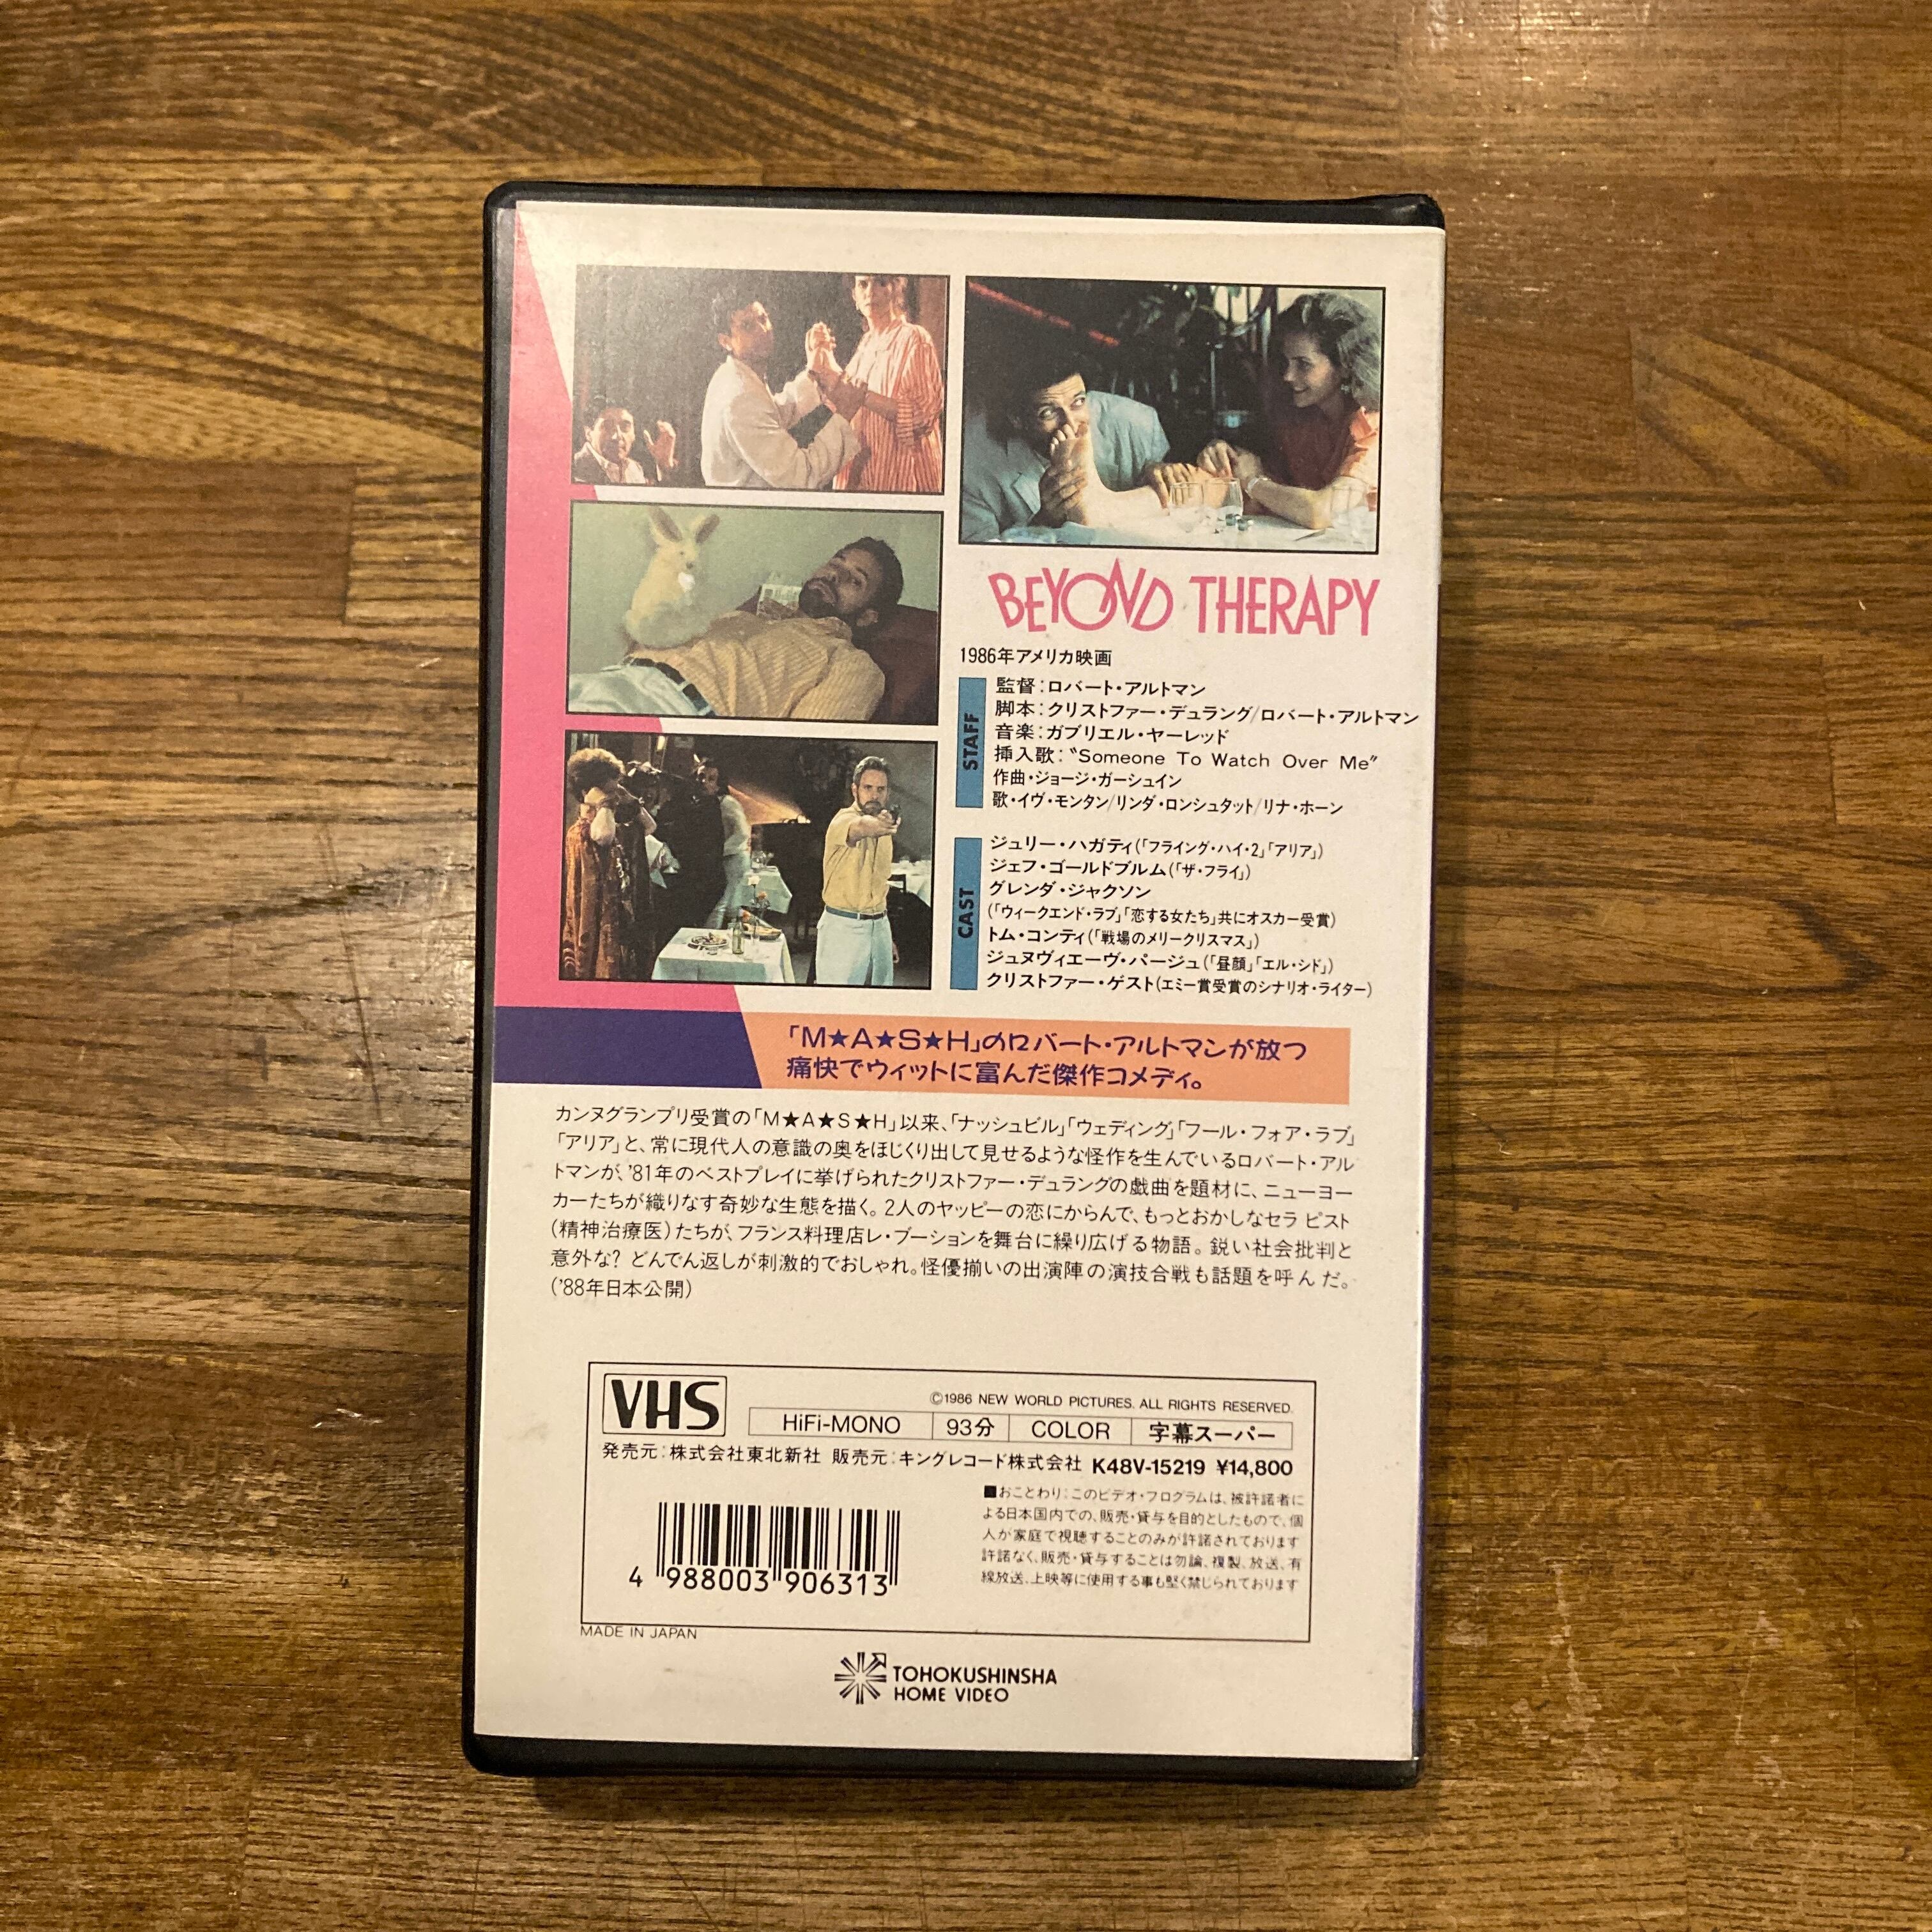 BEYOND THERAPY
1986年アメリカ映画
STAFF
監督:ロバート・アルトマン
脚本:クリストファー・デュラング/ロバート・アルトマン
音楽:ガブリエル・ヤーレッド
挿入歌:〝Someone To Watch Over Me〞
作曲・ジョージ・ガーシュイン
歌・イヴ・モンタン/リンダ・ロンシュタット/リナ・ホーン
CAST
ジュリー・ハガティ(「フライング・ハイ・2」「アリア」)
ジェフ・ゴールドブルム(「ザ・フライ」)
グレンダ・ジャクソン
(「ウィークエンド・ラブ」「恋する女たち」共にオスカー受賞)
トム・コンティ(「戦場のメリークリスマス」)
ジュヌヴィエーヴ・パージュ(「昼顔」「エル・シド」)
クリストファー・ゲスト(エミー賞受賞のシナリオ・ライター)
「M★A★S★H」のロバート・アルトマンが放つ
痛快でウィットに富んだ傑作コメディ。
カンヌグランプリ受賞の「M★A★S★H」以来、「ナッシュビル」「ウェディング」「フール・フォア・ラブ」
「アリア」と、常に現代人の意識の奥をほじくり出して見せるような怪作を生んでいるロバート・アル
トマンが、'81年のベストプレイに挙げられたクリストファー・デュラングの戯曲を題材に、ニューヨー
カーたちが織りなす奇妙な生態を描く。2人のヤッピーの恋にからんで、もっとおかしなセラピスト
(精神治療医)たちが、フランス料理店レ・ブーションを舞台に繰り広げる物語。鋭い社会批判と
意外な?どんでん返しが刺激的でおしゃれ。怪優揃いの出演陣の演技合戦も話題を呼んだ。
('88年日本公開)
VHS
©1986 NEW WORLD PICTURES. ALL RIGHTS RESERVED.
HiFi-MONO 93分 COLOR 字幕スーパー
発売元:株式会社東北新社 販売元:キングレコード株式会社 K48V-15219 ¥14,800
■おことわり:このビデオ・プログラムは、被許諾者に
よる日本国内での、販売・貸与を目的としたもので、個
人が家庭で視聴することのみが許諾されております
許諾なく、販売・貸与することは勿論、複製、放送、有
線放送、上映等に使用する事も堅く禁じられております
4 988003 906313
MADE IN JAPAN
TOHOKUSHINSHA
HOME VIDEO